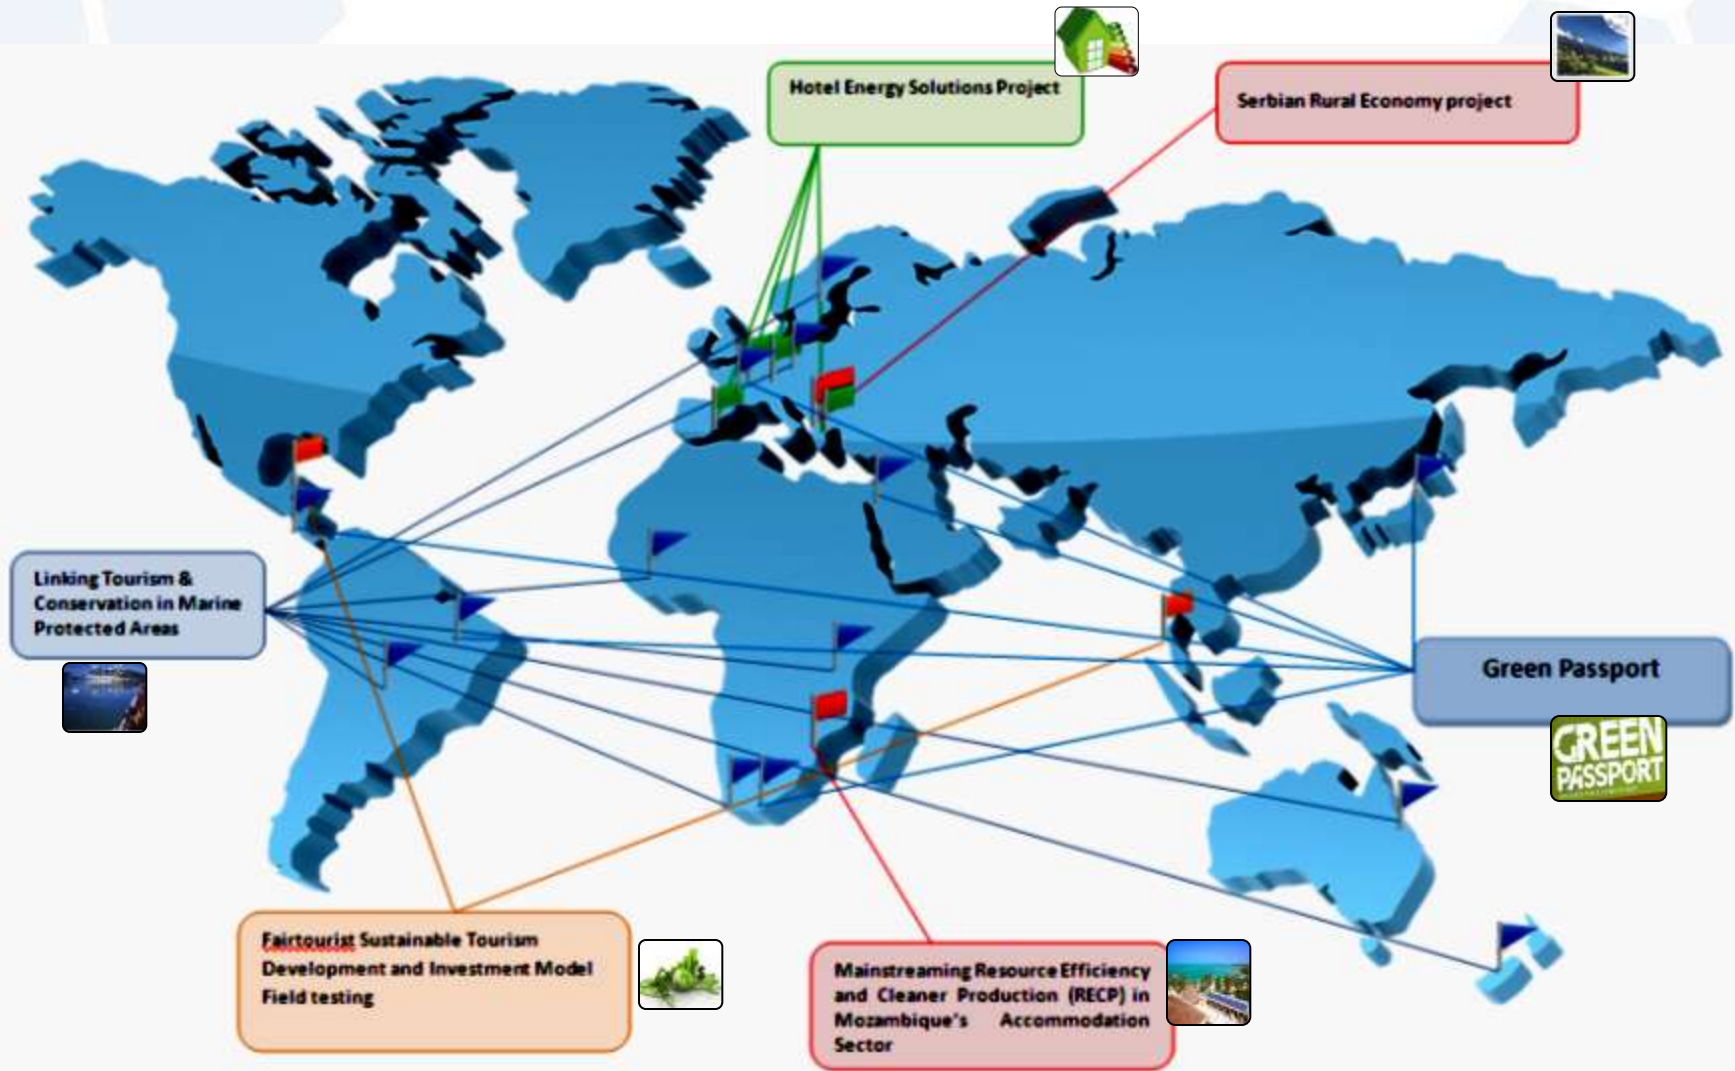 Hotel Energy Solutions Project
Serbian Rural Economy project
Linking Tourism &
Conservation in Marine
Protected Areas
Green Passport
GREEN
PASSPORT
Fairtourist Sustainable Tourism
Development and Investment Model
Field testing
Mainstreaming Resource Efficiency
and Cleaner Production (RECP) in
Mozambique's Accommodation
Sector